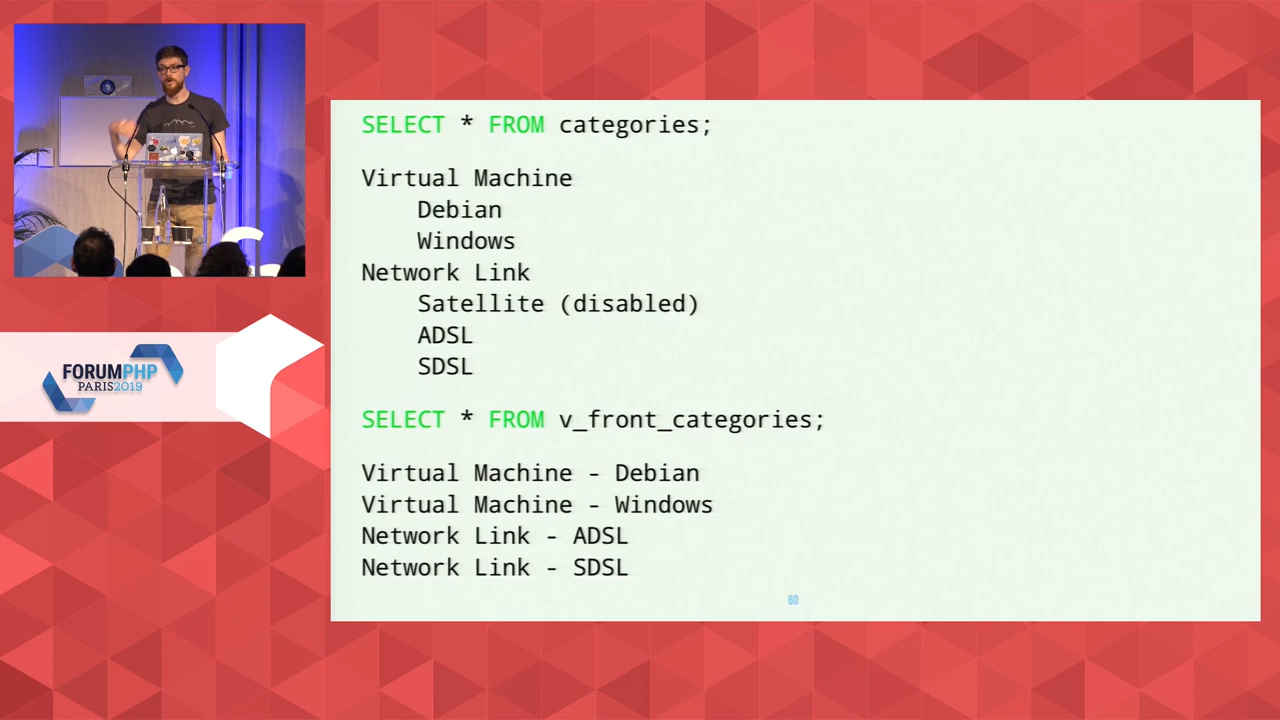 SELECT * FROM categories;
Virtual Machine
Debian
Windows
Network Link
Satellite (disabled)
ADSL
SDSL
SELECT * FROM v_front_categories;
Virtual Machine - Debian
Virtual Machine - Windows
Network Link - ADSL
Network Link - SDSL
60
FORUMPHP
PARIS2019